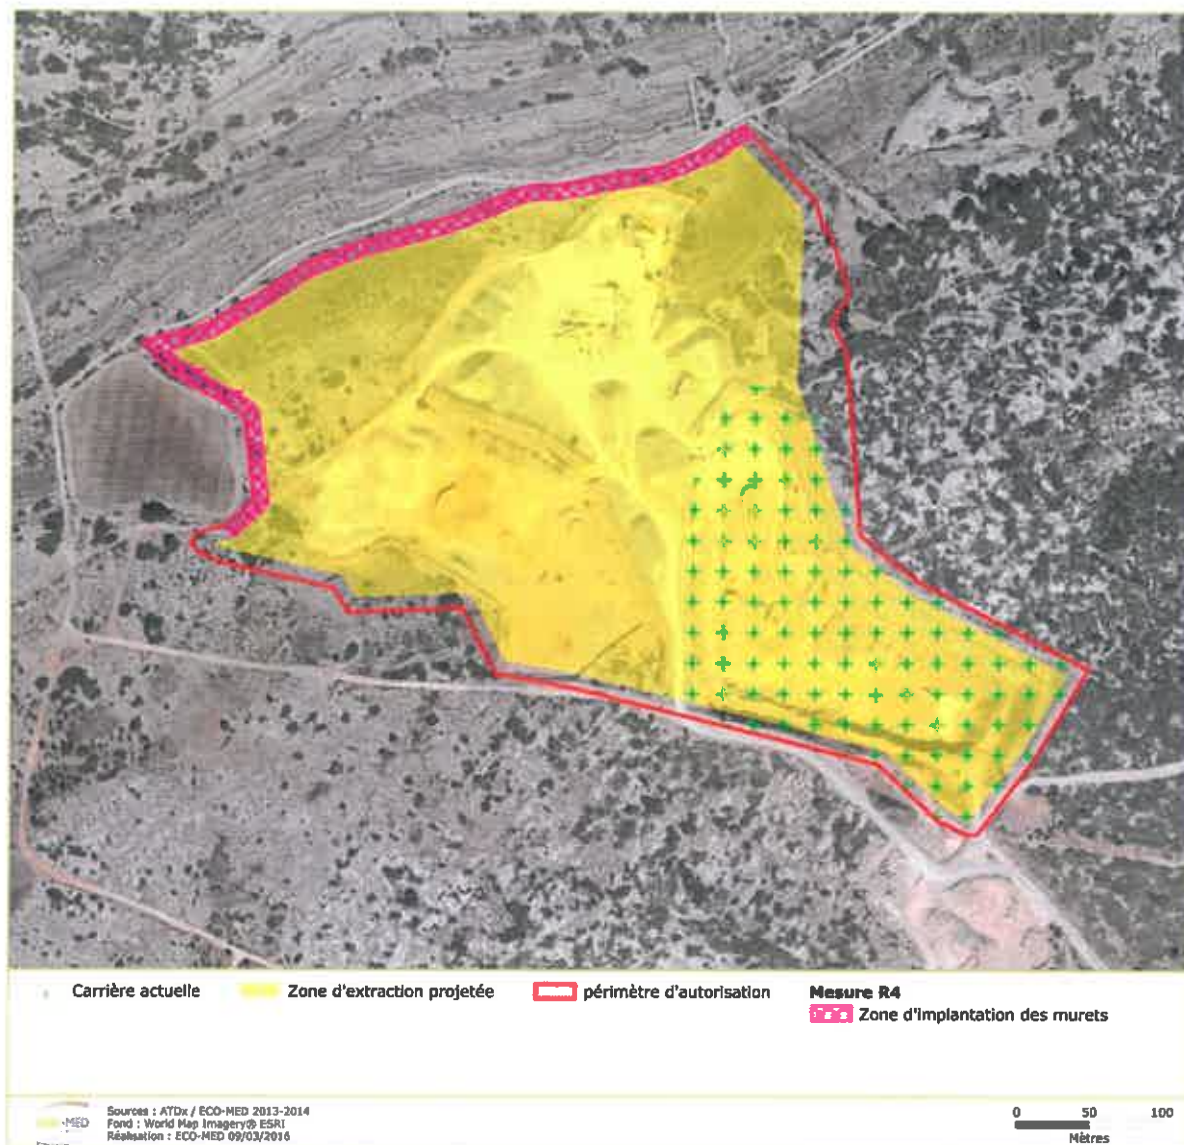 Carrière actuelle
Zone d'extraction projetée
périmètre d'autorisation
Mesure R4
Zone d'implantation des murets
-MED
Sources : ATDx / ECO-MED 2013-2014
Fond : World Map Imagery® ESRI
Réalisation : ECO-MED 09/03/2016
0 50 100
Mètres